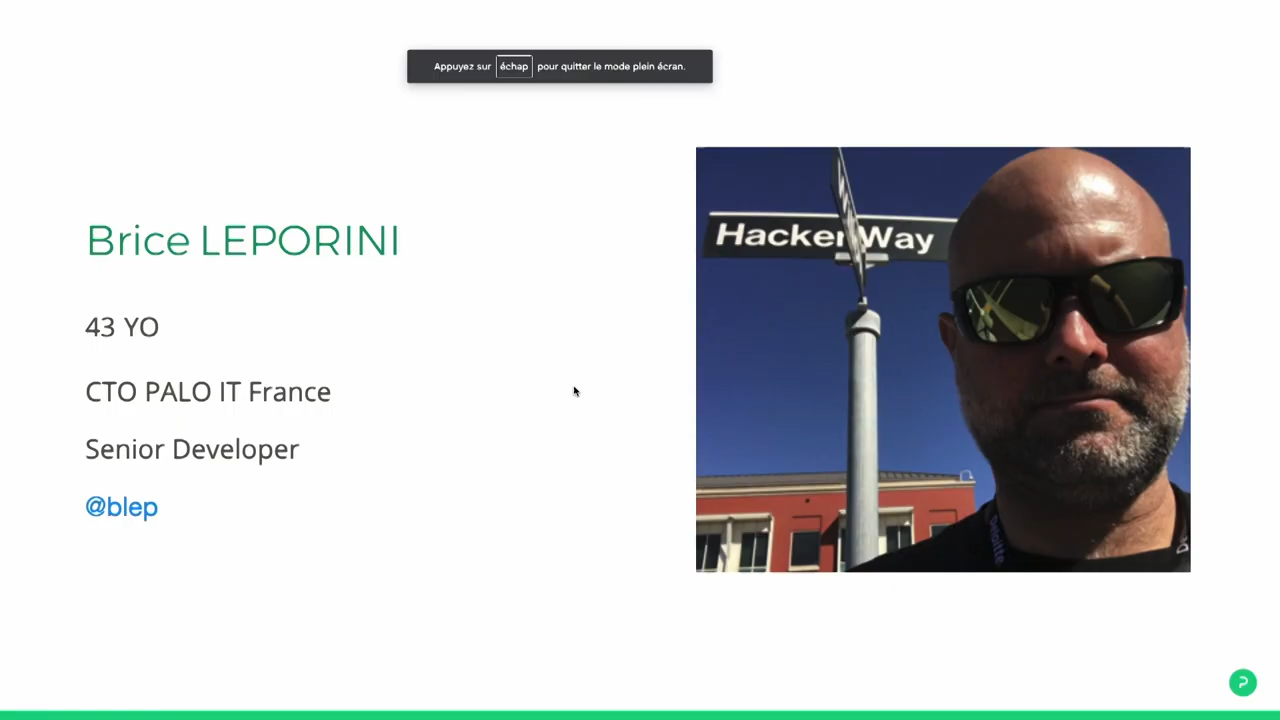 Appuyez sur échap pour quitter le mode plein écran.
Brice LEPORINI
43 YO
CTO PALO IT France
Senior Developer
@blep
Hacker Way
Deloitte